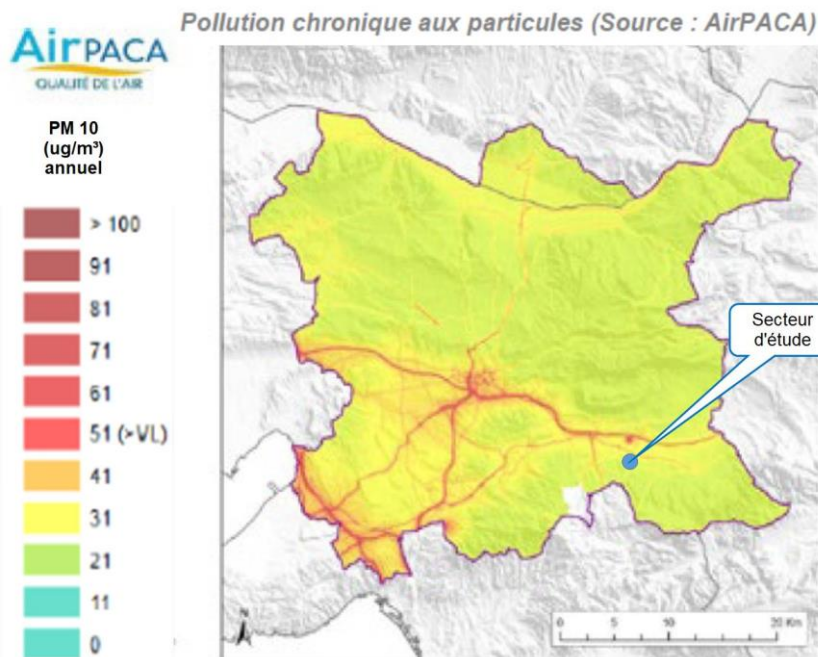 Pollution chronique aux particules (Source : AirPACA)
AirPACA
QUALITÉ DE L'AIR
PM 10
(ug/m³)
annuel
> 100
91
81
71
61
51 (>VL)
41
31
21
11
0
Secteur
d'étude
N
0 5 10 20 Km